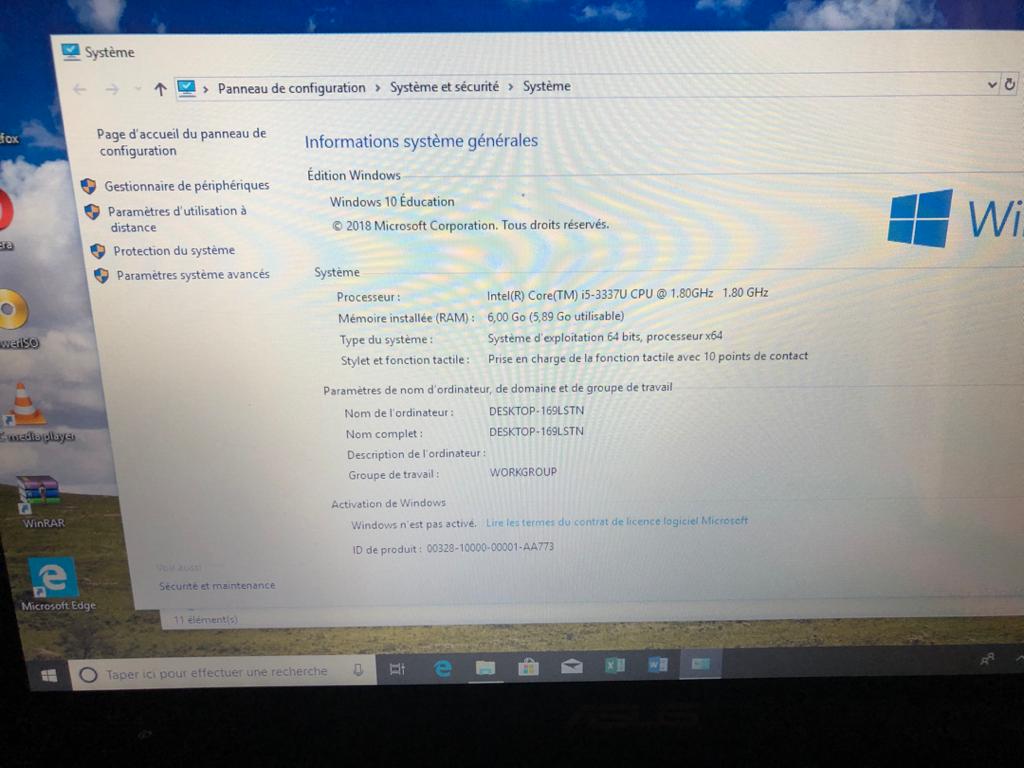 Système
Panneau de configuration > Système et sécurité > Système
Page d'accueil du panneau de
configuration
Gestionnaire de périphériques
Paramètres d'utilisation à
distance
Protection du système
Paramètres système avancés
Voir aussi
Sécurité et maintenance
Informations système générales
Édition Windows
Windows 10 Éducation
© 2018 Microsoft Corporation. Tous droits réservés.
Wi
Système
Processeur : Intel(R) Core(TM) i5-3337U CPU @ 1.80GHz 1.80 GHz
Mémoire installée (RAM) : 6,00 Go (5,89 Go utilisable)
Type du système : Système d'exploitation 64 bits, processeur x64
Stylet et fonction tactile : Prise en charge de la fonction tactile avec 10 points de contact
Paramètres de nom d'ordinateur, de domaine et de groupe de travail
Nom de l'ordinateur : DESKTOP-169LSTN
Nom complet : DESKTOP-169LSTN
Description de l'ordinateur :
Groupe de travail : WORKGROUP
Activation de Windows
Windows n'est pas activé. Lire les termes du contrat de licence logiciel Microsoft
ID de produit : 00328-10000-00001-AA773
11 élément(s)
fox
era
werISO
C media player
WinRAR
Microsoft Edge
Taper ici pour effectuer une recherche
ASUS